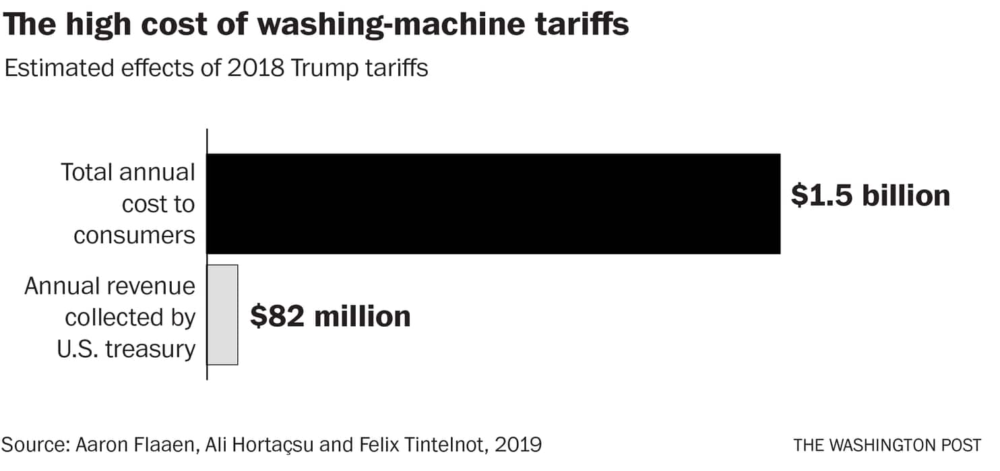 The high cost of washing-machine tariffs
Estimated effects of 2018 Trump tariffs
Total annual
cost to
consumers
$1.5 billion
Annual revenue
collected by
U.S. treasury
$82 million
Source: Aaron Flaaen, Ali Hortaçsu and Felix Tintelnot, 2019
THE WASHINGTON POST